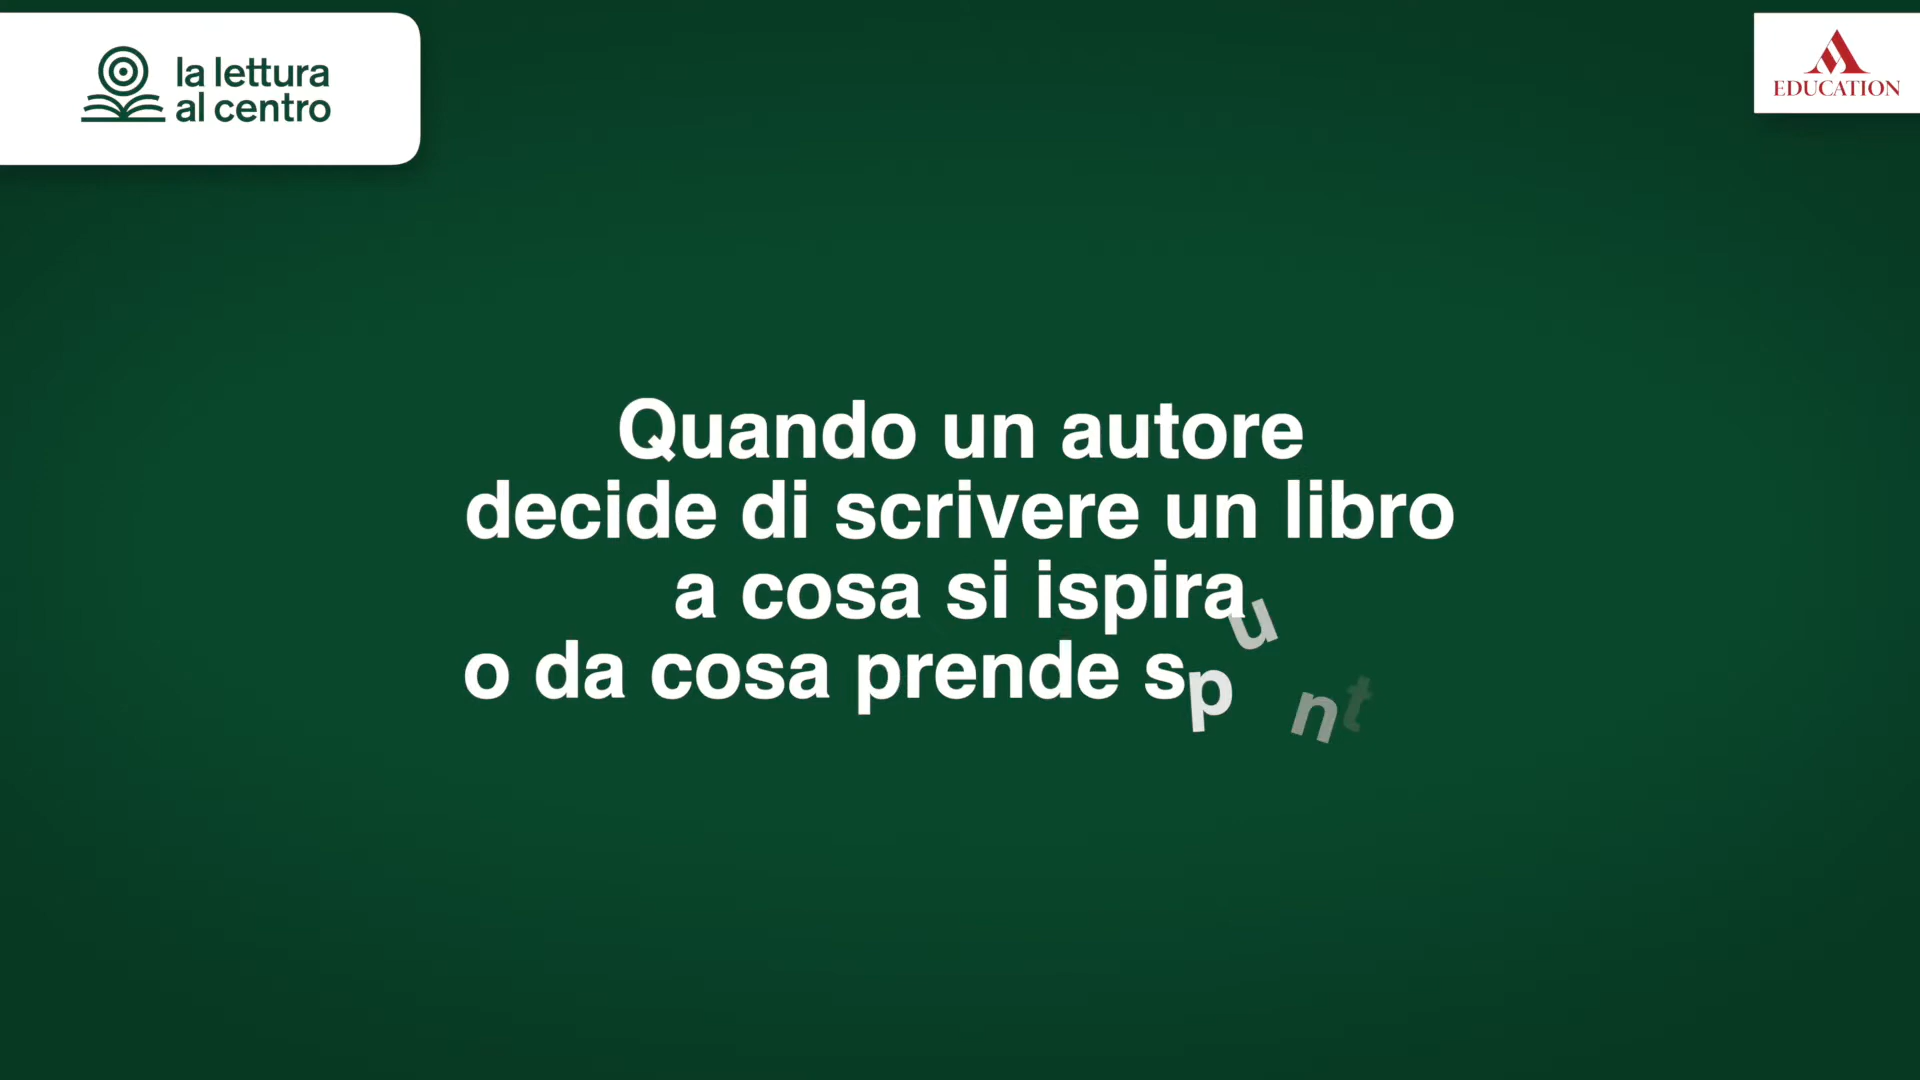 la lettura
al centro
EDUCATION
Quando un autore
decide di scrivere un libro
a cosa si ispira
o da cosa prende spunt